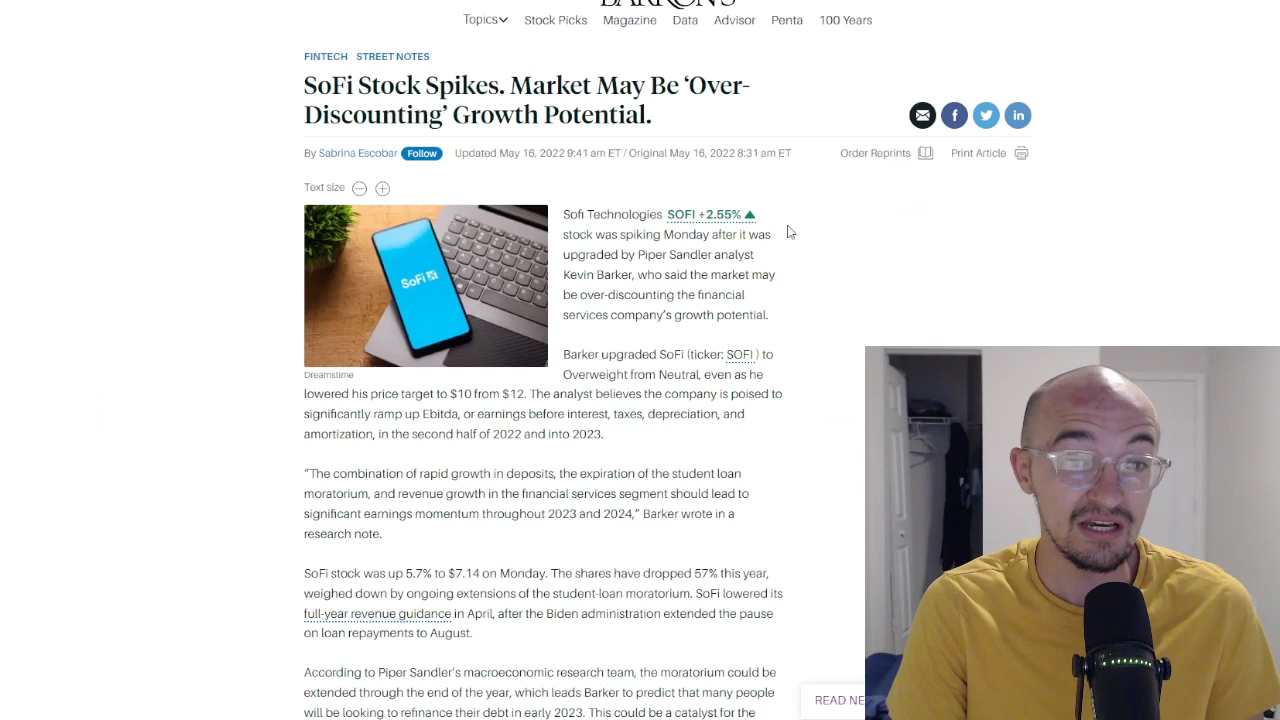 BARRON'S
Topics Stock Picks Magazine Data Advisor Penta 100 Years
FINTECH STREET NOTES
SoFi Stock Spikes. Market May Be ‘Over-
Discounting’ Growth Potential.
By Sabrina Escobar Follow Updated May 16, 2022 9:41 am ET / Original May 16, 2022 8:31 am ET Order Reprints Print Article
Text size
SoFi
Dreamstime
Sofi Technologies SOFI +2.55%
stock was spiking Monday after it was
upgraded by Piper Sandler analyst
Kevin Barker, who said the market may
be over-discounting the financial
services company’s growth potential.
Barker upgraded SoFi (ticker: SOFI ) to
Overweight from Neutral, even as he
lowered his price target to $10 from $12. The analyst believes the company is poised to
significantly ramp up Ebitda, or earnings before interest, taxes, depreciation, and
amortization, in the second half of 2022 and into 2023.
“The combination of rapid growth in deposits, the expiration of the student loan
moratorium, and revenue growth in the financial services segment should lead to
significant earnings momentum throughout 2023 and 2024,” Barker wrote in a
research note.
SoFi stock was up 5.7% to $7.14 on Monday. The shares have dropped 57% this year,
weighed down by ongoing extensions of the student-loan moratorium. SoFi lowered its
full-year revenue guidance in April, after the Biden administration extended the pause
on loan repayments to August.
According to Piper Sandler’s macroeconomic research team, the moratorium could be
extended through the end of the year, which leads Barker to predict that many people
will be looking to refinance their debt in early 2023. This could be a catalyst for the
READ NE